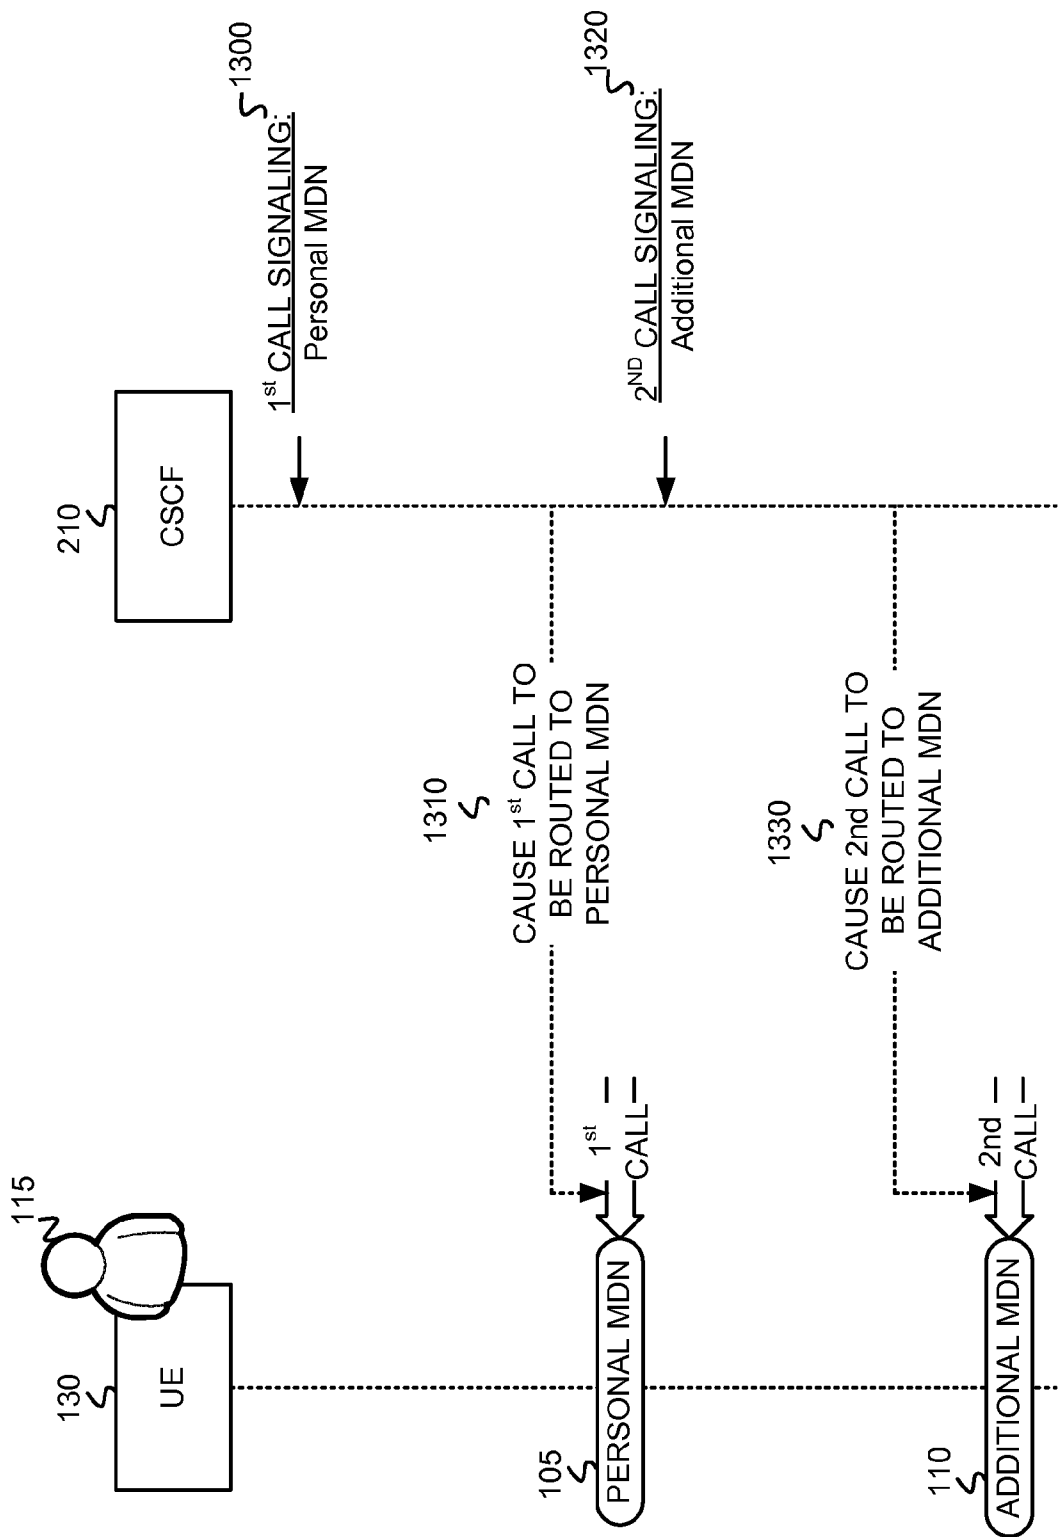 115
130
UE
210
CSCF
1300
1st CALL SIGNALING:
Personal MDN
1310
CAUSE 1st CALL TO
BE ROUTED TO
PERSONAL MDN
105
PERSONAL MDN
1st
CALL
1320
2ND CALL SIGNALING:
Additional MDN
1330
CAUSE 2nd CALL TO
BE ROUTED TO
ADDITIONAL MDN
110
ADDITIONAL MDN
2nd
CALL